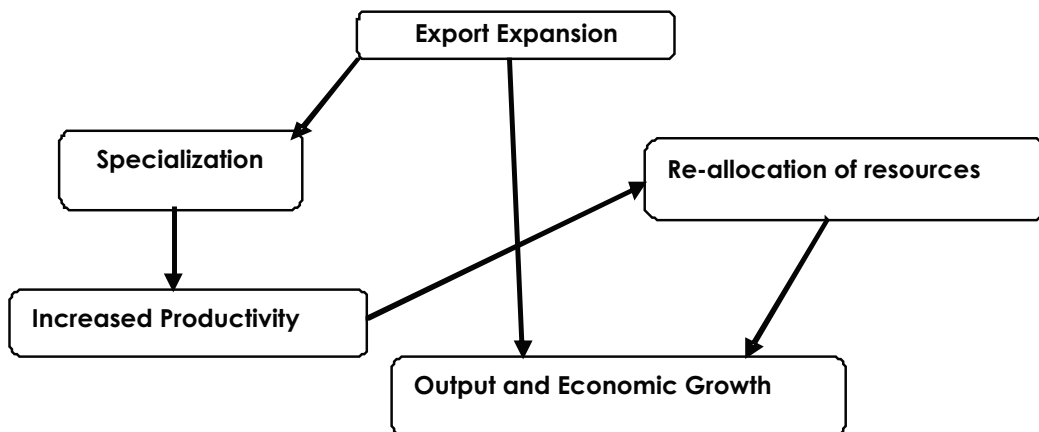 Export Expansion
Specialization
Re-allocation of resources
Increased Productivity
Output and Economic Growth